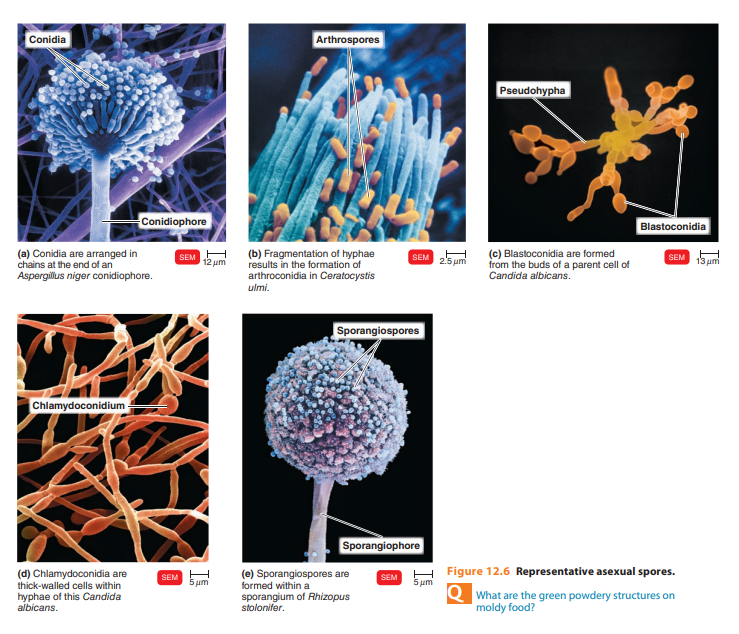 Conidia
Conidiophore
(a) Conidia are arranged in
chains at the end of an
Aspergillus niger conidiophore.
SEM
12 μm
Arthrospores
(b) Fragmentation of hyphae
results in the formation of
arthroconidia in Ceratocystis
ulmi.
SEM
2.5 μm
Pseudohypha
Blastoconidia
(c) Blastoconidia are formed
from the buds of a parent cell of
Candida albicans.
SEM
13 μm
Chlamydoconidium
(d) Chlamydoconidia are
thick-walled cells within
hyphae of this Candida
albicans.
SEM
5 μm
Sporangiospores
Sporangiophore
(e) Sporangiospores are
formed within a
sporangium of Rhizopus
stolonifer.
SEM
5 μm
Figure 12.6 Representative asexual spores.
Q What are the green powdery structures on
moldy food?